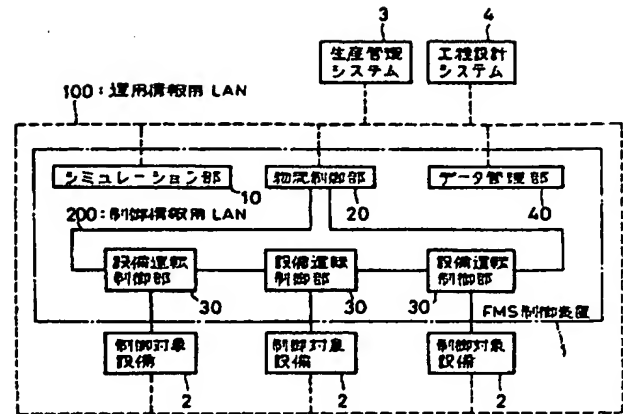 3
4
生産管理
システム
工程設計
システム
100：運用情報用 LAN
シミュレーション部
物流制御部
データ管理部
10
20
40
200：制御情報用 LAN
設備運転
制御部
設備運転
制御部
設備運転
制御部
30
30
30
FMS制御装置
1
制御対象
設備
制御対象
設備
制御対象
設備
2
2
2